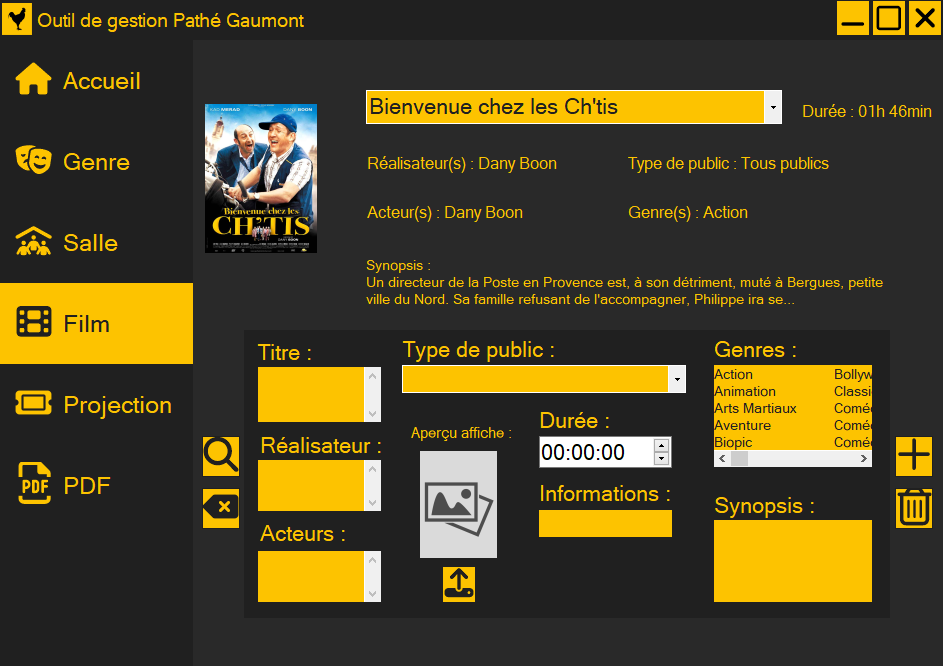 Outil de gestion Pathé Gaumont
Accueil
Genre
Salle
Film
Projection
PDF
KAD MERAD DANY BOON
Bienvenue chez les
CH'TIS
DANY BOON
Bienvenue chez les Ch'tis
Durée : 01h 46min
Réalisateur(s) : Dany Boon
Type de public : Tous publics
Acteur(s) : Dany Boon
Genre(s) : Action
Synopsis :
Un directeur de la Poste en Provence est, à son détriment, muté à Bergues, petite
ville du Nord. Sa famille refusant de l'accompagner, Philippe ira se...
Titre :
Réalisateur :
Acteurs :
Type de public :
Aperçu affiche :
Durée :
00:00:00
Informations :
Genres :
Action Bollyw
Animation Classi
Arts Martiaux Comé
Aventure Comé
Biopic Comé
Synopsis :
PDF